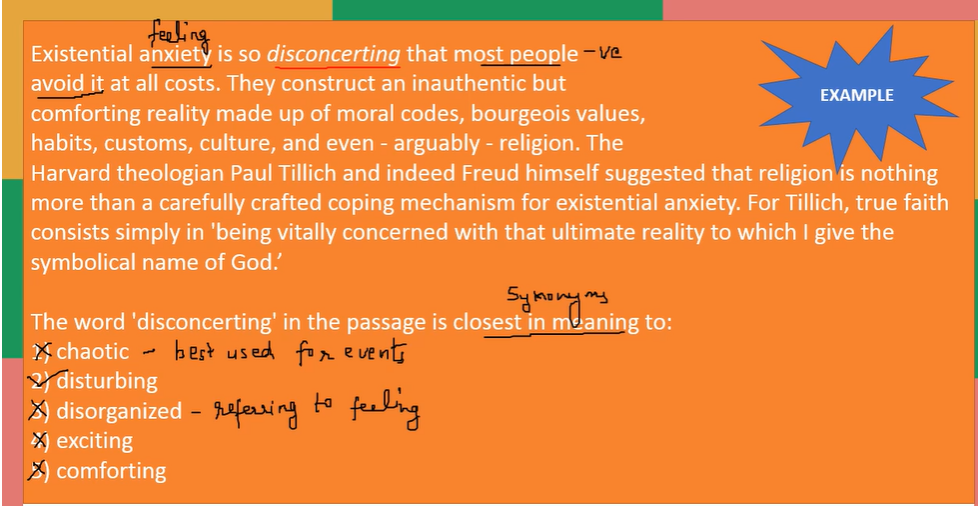 feeling
Existential anxiety is so disconcerting that most people -ve
avoid it at all costs. They construct an inauthentic but
comforting reality made up of moral codes, bourgeois values,
habits, customs, culture, and even - arguably - religion. The
Harvard theologian Paul Tillich and indeed Freud himself suggested that religion is nothing
more than a carefully crafted coping mechanism for existential anxiety. For Tillich, true faith
consists simply in 'being vitally concerned with that ultimate reality to which I give the
symbolical name of God.’
EXAMPLE
Synonyms
The word 'disconcerting' in the passage is closest in meaning to:
1) chaotic - best used for events
2) disturbing
3) disorganized - referring to feeling
4) exciting
5) comforting